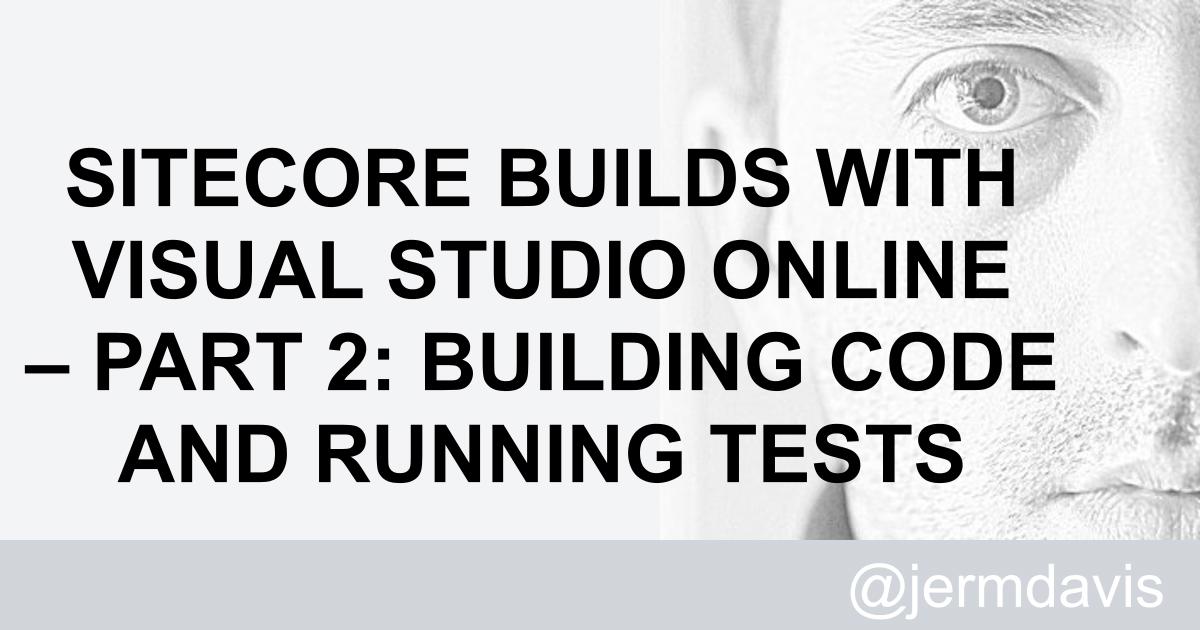 SITECORE BUILDS WITH
VISUAL STUDIO ONLINE
– PART 2: BUILDING CODE
AND RUNNING TESTS
@jermdavis